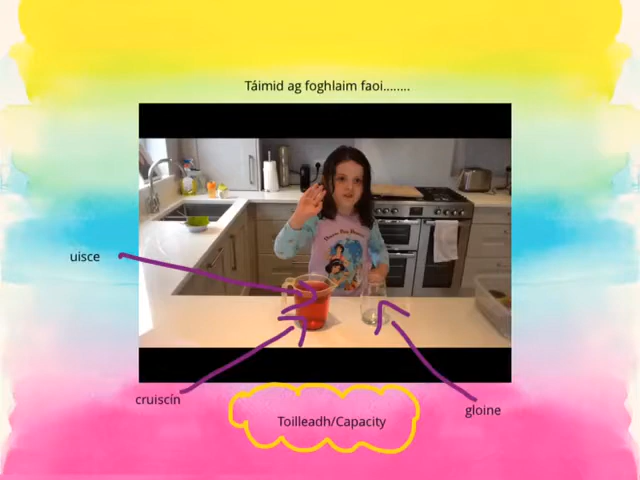 Táimid ag foghlaim faoi........
uisce
cruiscín
gloine
Toilleadh/Capacity